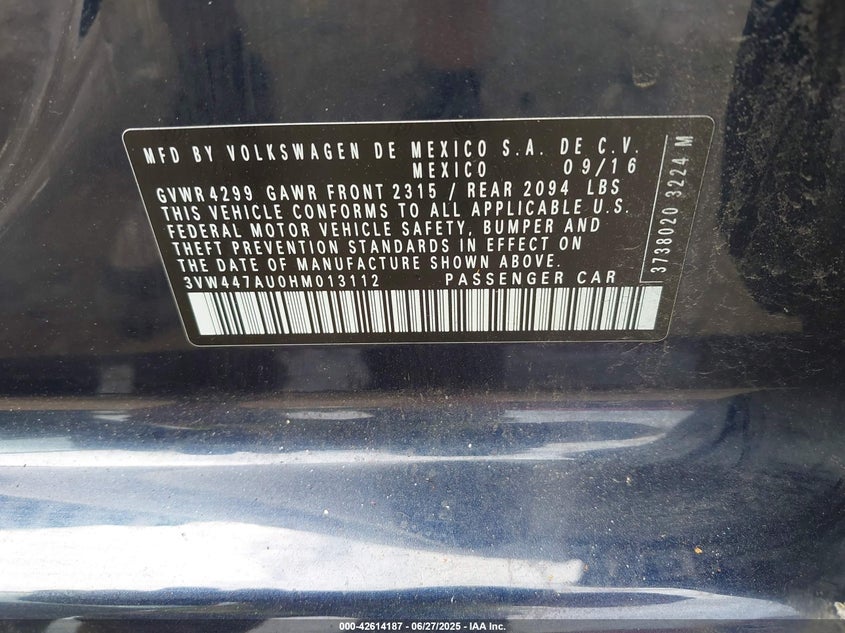 MFD BY VOLKSWAGEN DE MEXICO S.A. DE C.V.
MEXICO 09/16
GVWR4299 GAWR FRONT 2315 / REAR 2094 LBS
THIS VEHICLE CONFORMS TO ALL APPLICABLE U.S.
FEDERAL MOTOR VEHICLE SAFETY, BUMPER AND
THEFT PREVENTION STANDARDS IN EFFECT ON
THE DATE OF MANUFACTURE SHOWN ABOVE.
3VW447AU0HM013112 PASSENGER CAR
3738020 3224 M
000-42614187 - 06/27/2025 - IAA Inc.